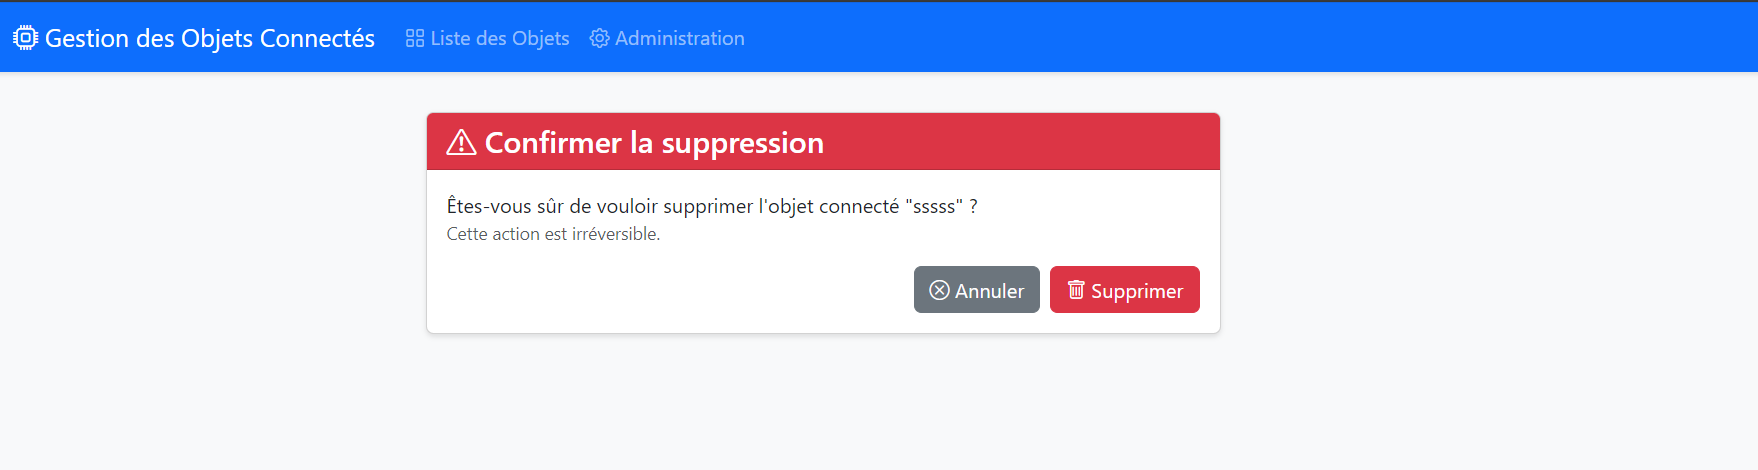 Gestion des Objets Connectés Liste des Objets Administration
Confirmer la suppression
Êtes-vous sûr de vouloir supprimer l'objet connecté "sssss" ?
Cette action est irréversible.
Annuler Supprimer